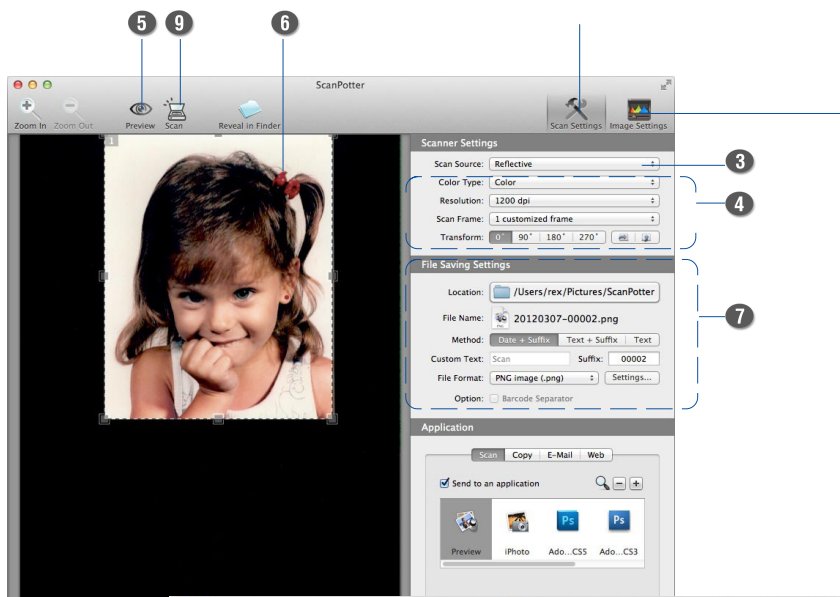 5 9 6
ScanPotter
Zoom In Zoom Out Preview Scan Reveal in Finder Scan Settings Image Settings
1
Scanner Settings
Scan Source: Reflective
3
Color Type: Color
Resolution: 1200 dpi
4
Scan Frame: 1 customized frame
Transform: 0° 90° 180° 270°
File Saving Settings
Location: /Users/rex/Pictures/ScanPotter
File Name: 20120307-00002.png
7
Method: Date + Suffix Text + Suffix Text
Custom Text: Scan Suffix: 00002
File Format: PNG image (.png) Settings...
Option: Barcode Separator
Application
Scan Copy E-Mail Web
Send to an application
Ps Ps
Preview iPhoto Ado...CS5 Ado...CS3